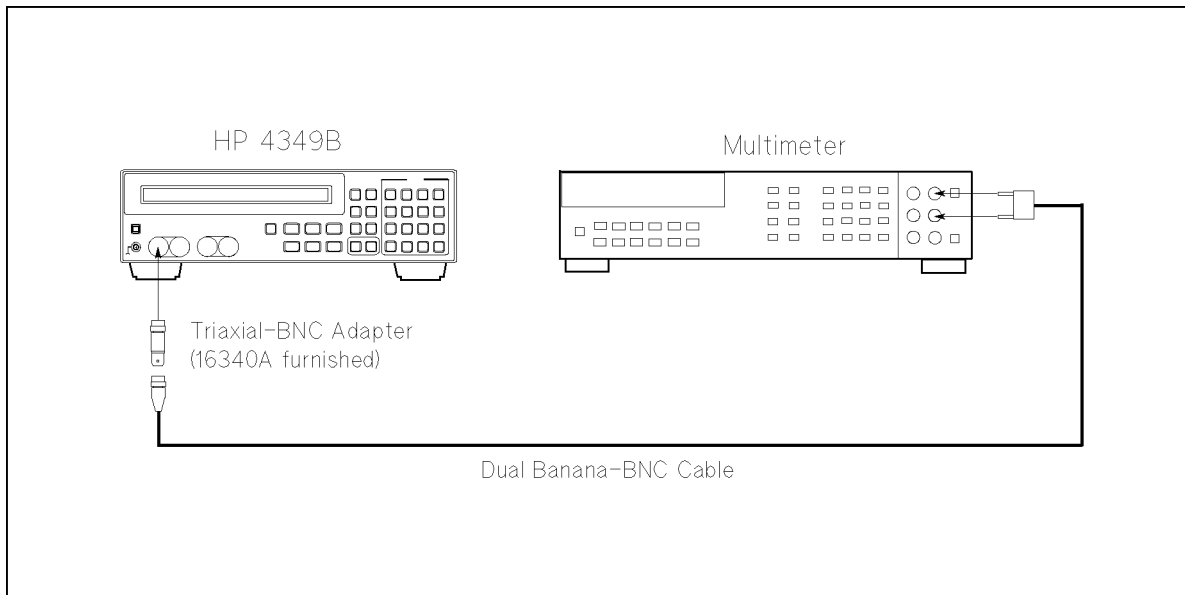 HP 4349B
Multimeter
Triaxial-BNC Adapter
(16340A furnished)
Dual Banana-BNC Cable